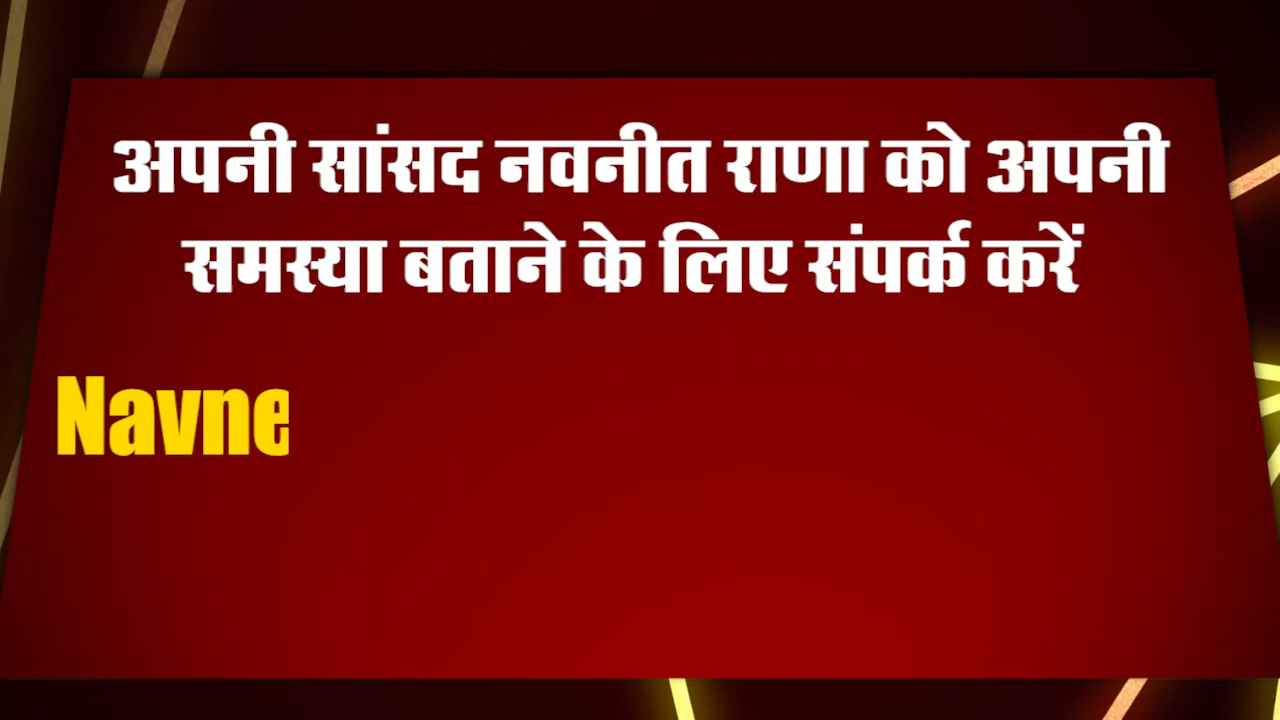 अपनी सांसद नवनीत राणा को अपनी
समस्या बताने के लिए संपर्क करें
Navne